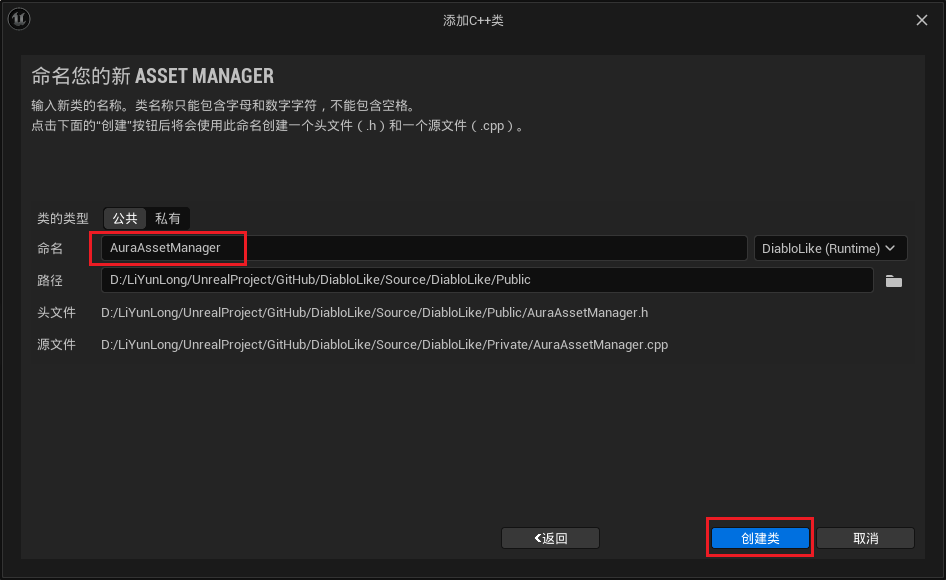 添加C++类
命名您的新 ASSET MANAGER
输入新类的名称。类名称只能包含字母和数字字符，不能包含空格。
点击下面的“创建”按钮后将会使用此命名创建一个头文件（.h）和一个源文件（.cpp）。
类的类型 公共 私有
命名 AuraAssetManager DiabloLike (Runtime)
路径 D:/LiYunLong/UnrealProject/GitHub/DiabloLike/Source/DiabloLike/Public
头文件 D:/LiYunLong/UnrealProject/GitHub/DiabloLike/Source/DiabloLike/Public/AuraAssetManager.h
源文件 D:/LiYunLong/UnrealProject/GitHub/DiabloLike/Source/DiabloLike/Private/AuraAssetManager.cpp
返回 创建类 取消